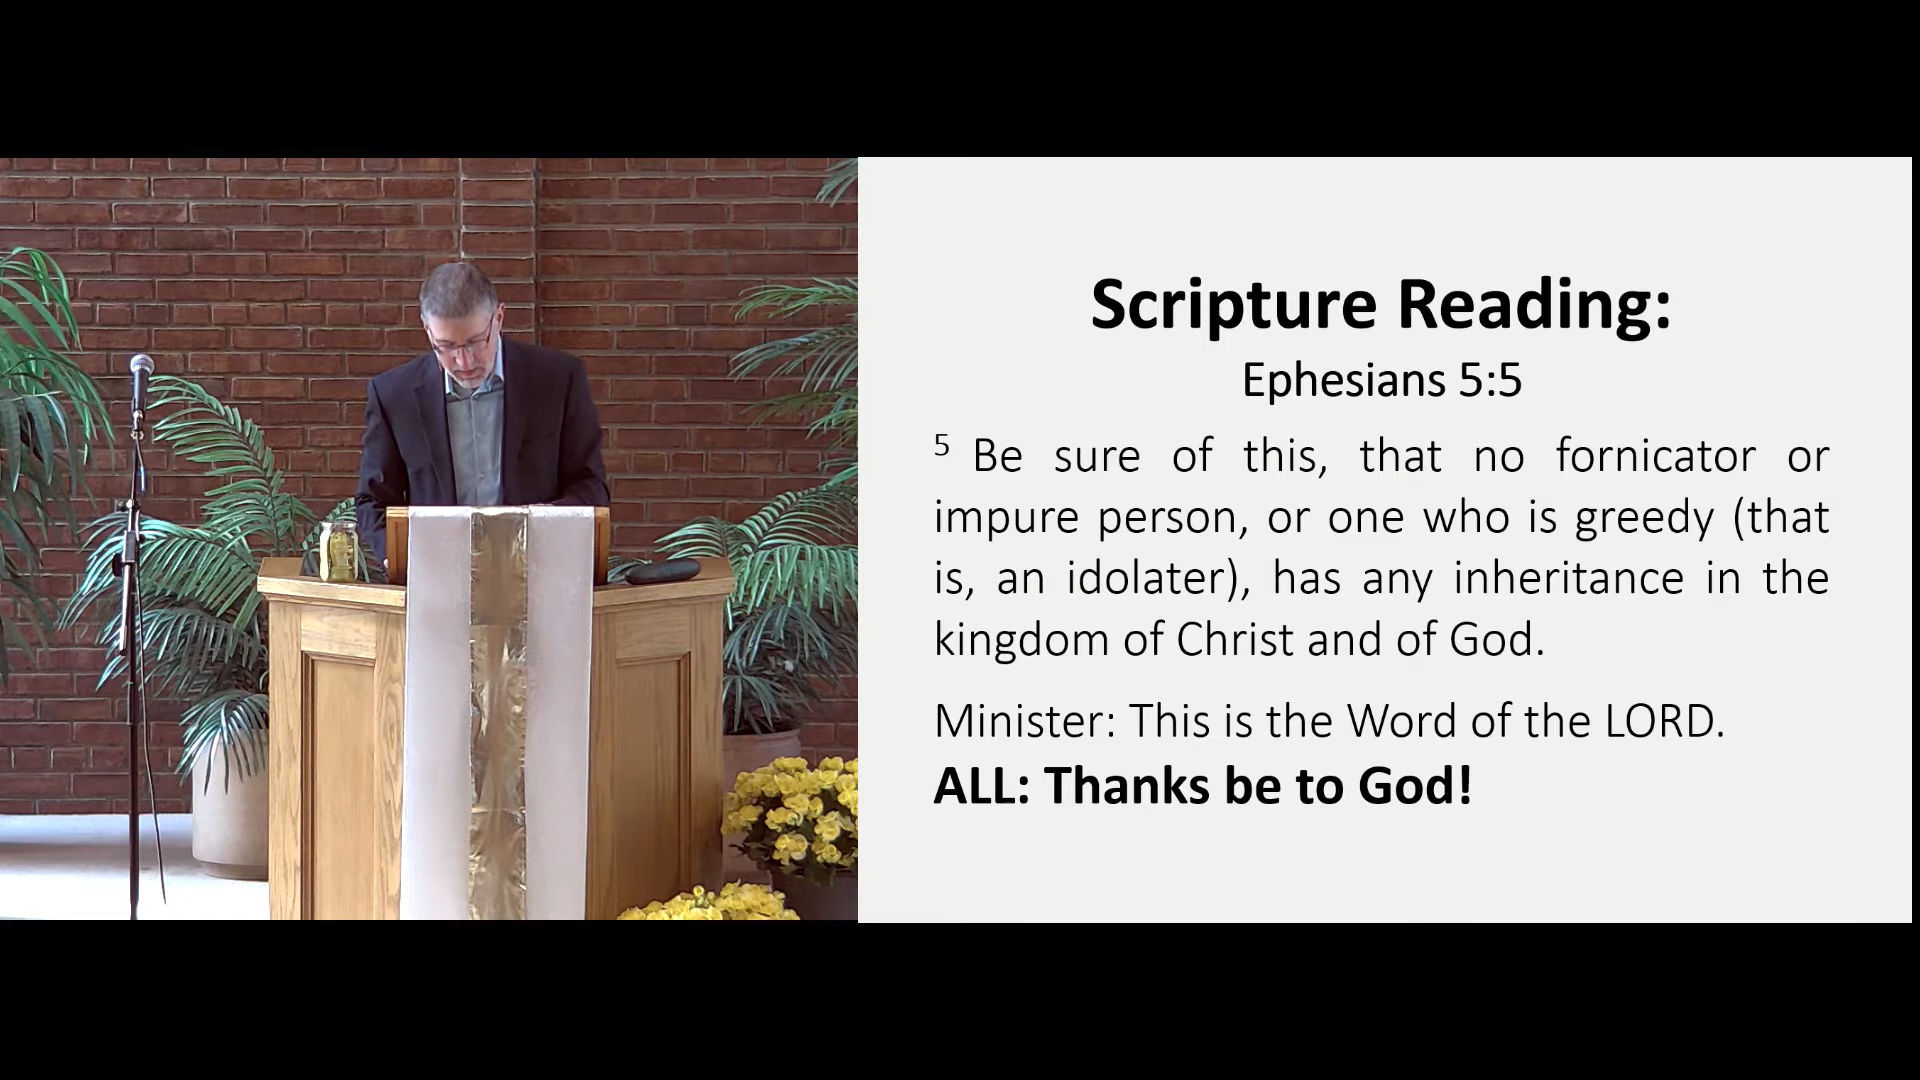 Scripture Reading:
Ephesians 5:5
5 Be sure of this, that no fornicator or
impure person, or one who is greedy (that
is, an idolater), has any inheritance in the
kingdom of Christ and of God.
Minister: This is the Word of the LORD.
ALL: Thanks be to God!